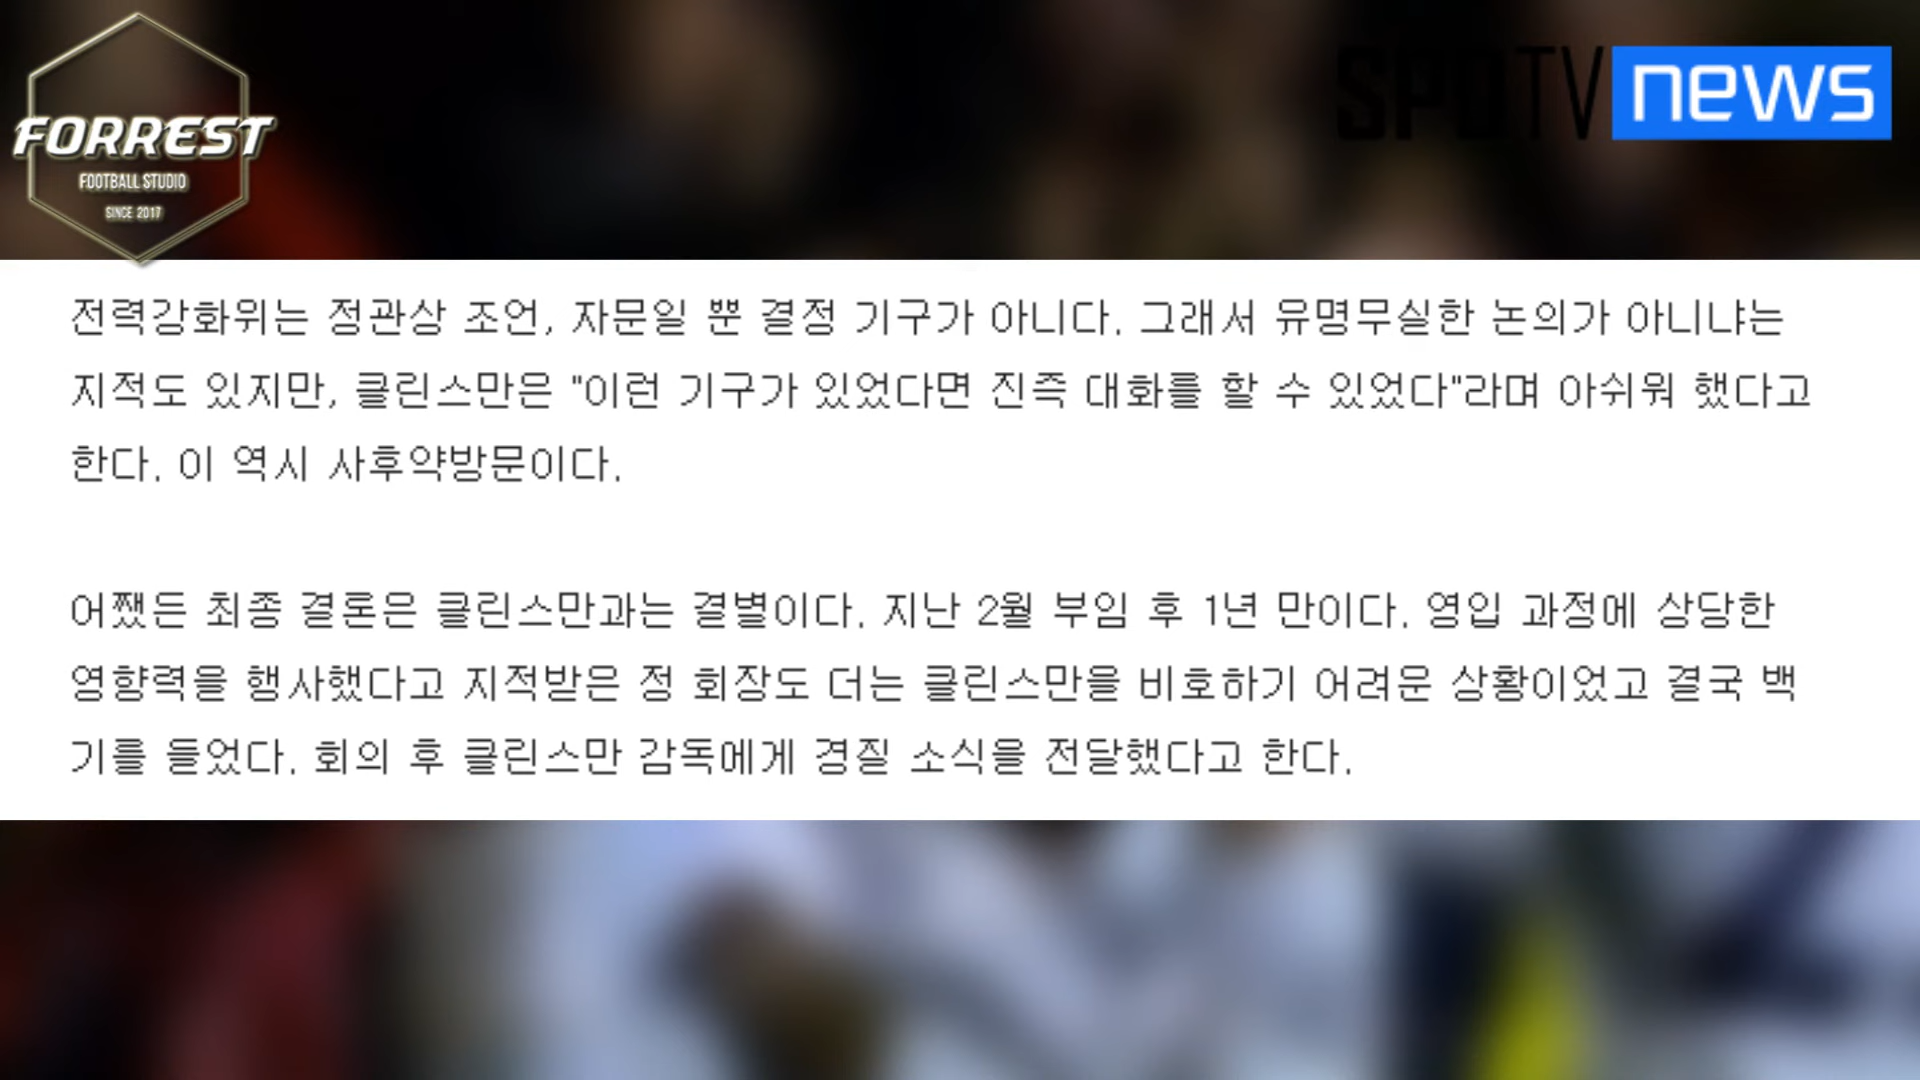 FORREST
FOOTBALL STUDIO
SINCE 2017
SPOTV news
전력강화위는 정관상 조언, 자문일 뿐 결정 기구가 아니다. 그래서 유명무실한 논의가 아니냐는
지적도 있지만, 클린스만은 "이런 기구가 있었다면 진즉 대화를 할 수 있었다"라며 아쉬워 했다고
한다. 이 역시 사후약방문이다.
어쨌든 최종 결론은 클린스만과는 결별이다. 지난 2월 부임 후 1년 만이다. 영입 과정에 상당한
영향력을 행사했다고 지적받은 정 회장도 더는 클린스만을 비호하기 어려운 상황이었고 결국 백
기를 들었다. 회의 후 클린스만 감독에게 경질 소식을 전달했다고 한다.